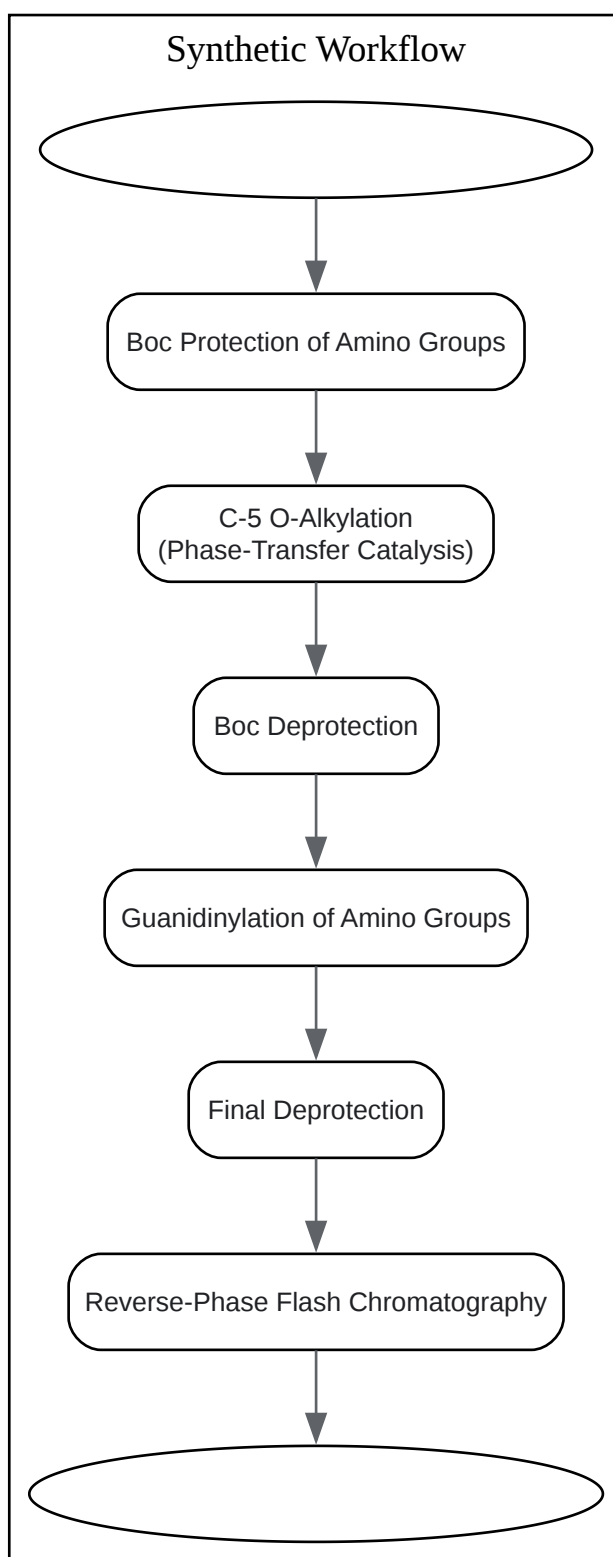 Synthetic Workflow
Boc Protection of Amino Groups
C-5 O-Alkylation
(Phase-Transfer Catalysis)
Boc Deprotection
Guanidinylation of Amino Groups
Final Deprotection
Reverse-Phase Flash Chromatography